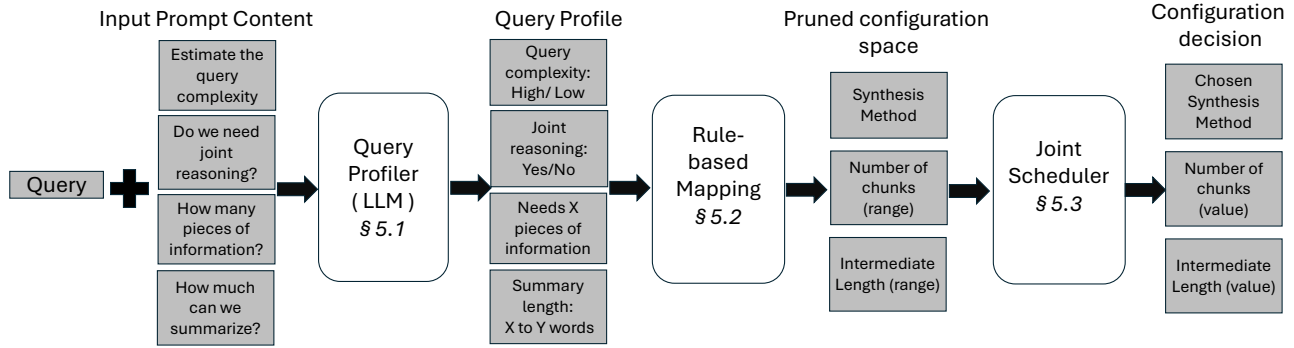 Input Prompt Content
Query
Estimate the
query
complexity
Do we need
joint
reasoning?
How many
pieces of
information?
How much
can we
summarize?
Query
Profiler
( LLM )
§ 5.1
Query Profile
Query
complexity:
High/ Low
Joint
reasoning:
Yes/No
Needs X
pieces of
information
Summary
length:
X to Y words
Rule-
based
Mapping
§ 5.2
Pruned configuration
space
Synthesis
Method
Number of
chunks
(range)
Intermediate
Length (range)
Joint
Scheduler
§ 5.3
Configuration
decision
Chosen
Synthesis
Method
Number of
chunks
(value)
Intermediate
Length (value)